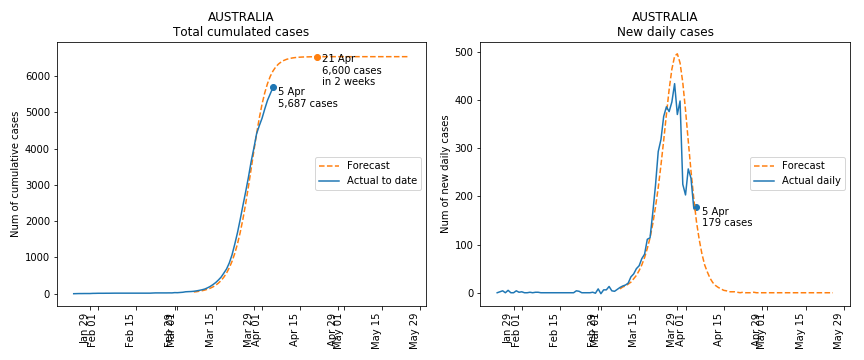 AUSTRALIA
Total cumulated cases
Num of cumulative cases
6000
5000
4000
3000
2000
1000
0
21 Apr
6,600 cases
in 2 weeks
5 Apr
5,687 cases
Forecast
Actual to date
Jan 29
Feb 01
Feb 15
Feb 29
Mar 01
Mar 15
Mar 29
Apr 01
Apr 15
Apr 29
May 01
May 15
May 29
AUSTRALIA
New daily cases
Num of new daily cases
500
400
300
200
100
0
Forecast
Actual daily
5 Apr
179 cases
Jan 29
Feb 01
Feb 15
Feb 29
Mar 01
Mar 15
Mar 29
Apr 01
Apr 15
Apr 29
May 01
May 15
May 29